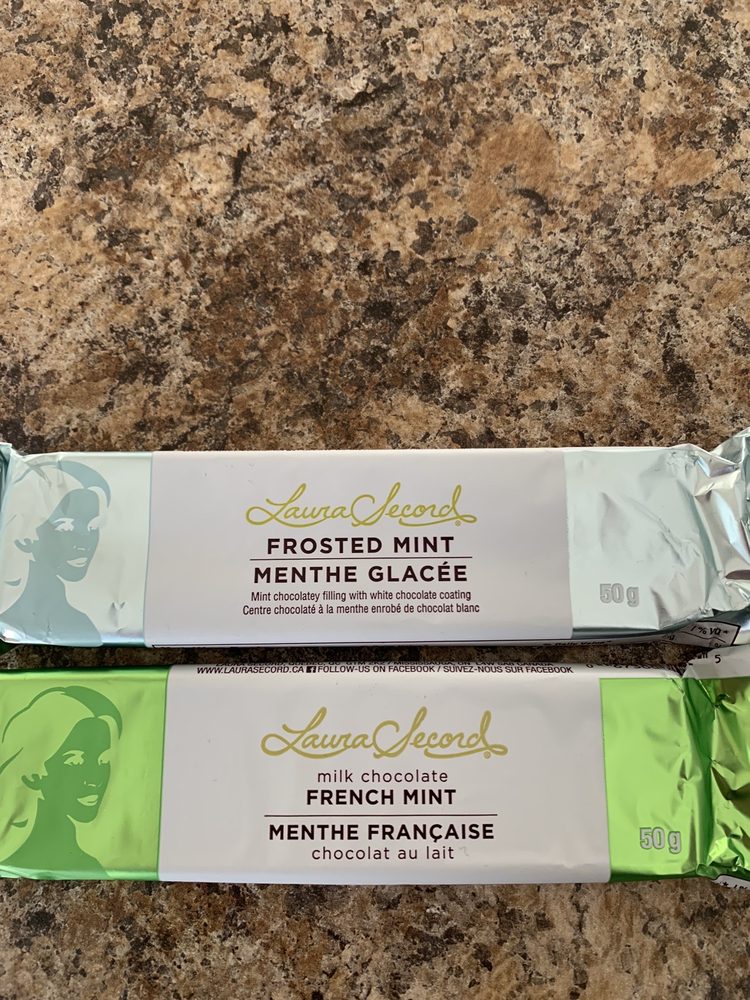 Laura Secord®
FROSTED MINT
MENTHE GLACÉE
Mint chocolatey filling with white chocolate coating
Centre chocolaté à la menthe enrobé de chocolat blanc
50 g
WWW.LAURASECORD.CA FOLLOW-US ON FACEBOOK / SUIVEZ-NOUS SUR FACEBOOK
Laura Secord®
milk chocolate
FRENCH MINT
MENTHE FRANÇAISE
chocolat au lait
50 g